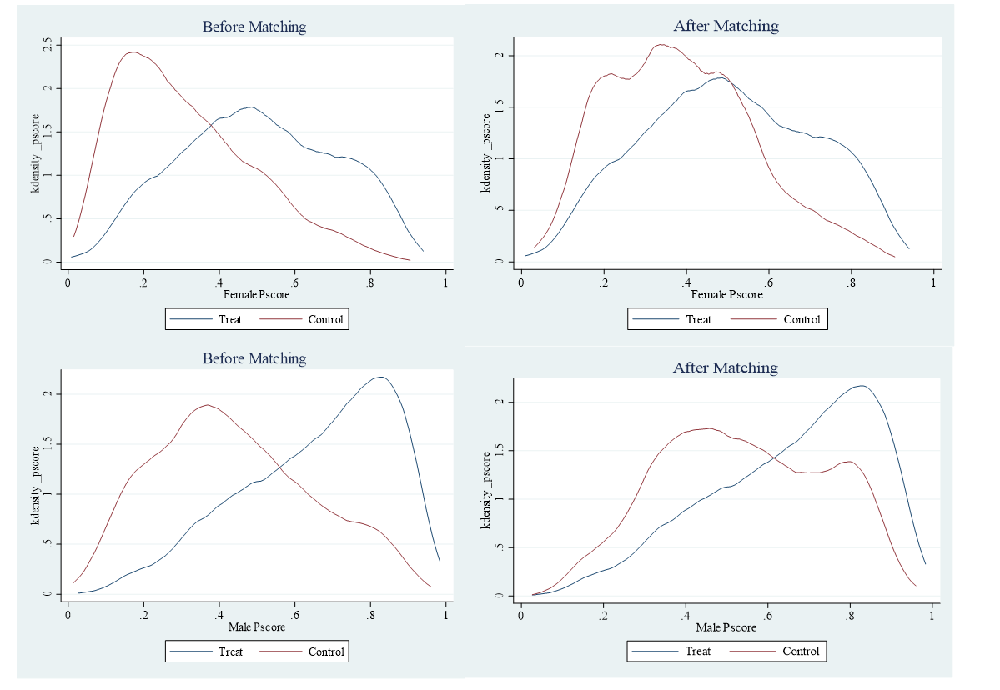 Before Matching
kdensity _pscore
2.5
2
1.5
1
.5
0
0 .2 .4 .6 .8 1
Female Pscore
Treat Control
After Matching
kdensity _pscore
2
1.5
1
.5
0
0 .2 .4 .6 .8 1
Female Pscore
Treat Control
Before Matching
kdensity _pscore
2
1.5
1
.5
0
0 .2 .4 .6 .8 1
Male Pscore
Treat Control
After Matching
kdensity _pscore
2
1.5
1
.5
0
0 .2 .4 .6 .8 1
Male Pscore
Treat Control